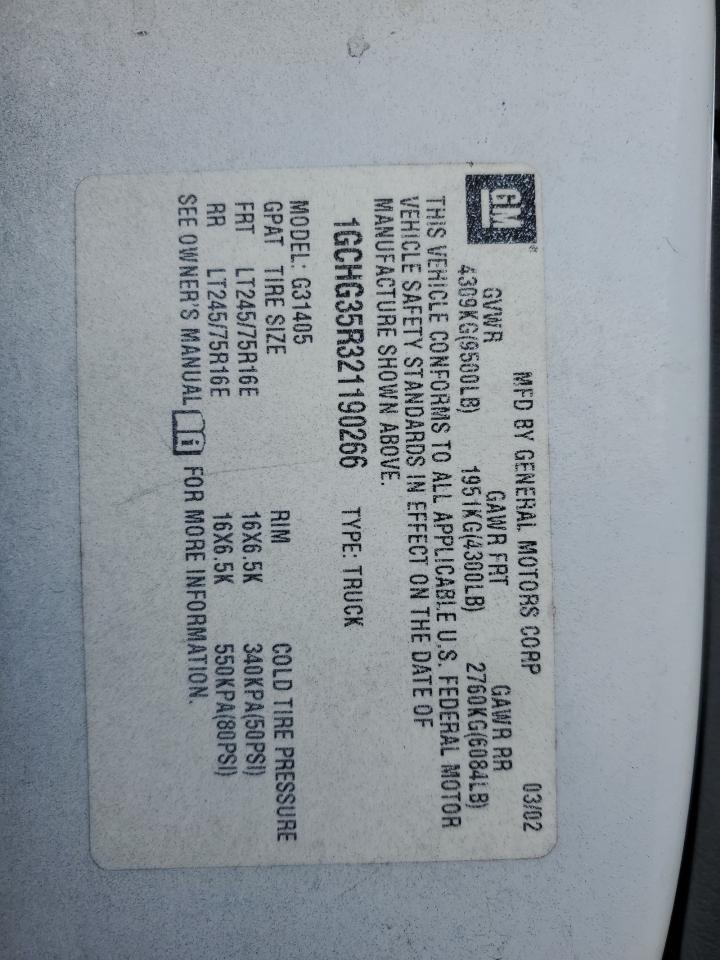 GM
MFD BY GENERAL MOTORS CORP 03/02
GVWR GAWR FRT GAWR RR
4309KG(9500LB) 1951KG(4300LB) 2760KG(6084LB)
THIS VEHICLE CONFORMS TO ALL APPLICABLE U.S. FEDERAL MOTOR
VEHICLE SAFETY STANDARDS IN EFFECT ON THE DATE OF
MANUFACTURE SHOWN ABOVE.
1GCHG35R321190266 TYPE: TRUCK
MODEL: G31405
GPAT TIRE SIZE RIM COLD TIRE PRESSURE
FRT LT245/75R16E 16X6.5K 340KPA(50PSI)
RR LT245/75R16E 16X6.5K 550KPA(80PSI)
SEE OWNER'S MANUAL FOR MORE INFORMATION.